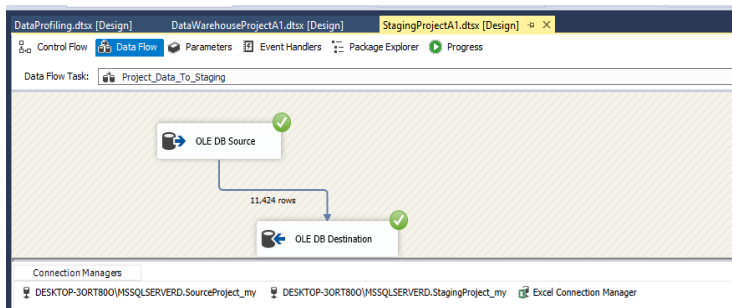 DataProfiling.dtsx [Design] DataWarehouseProjectA1.dtsx [Design] StagingProjectA1.dtsx [Design]
Control Flow Data Flow Parameters Event Handlers Package Explorer Progress
Data Flow Task: Project_Data_To_Staging
OLE DB Source
11,424 rows
OLE DB Destination
Connection Managers
DESKTOP-3ORT80O\MSSQLSERVERD.SourceProject_my DESKTOP-3ORT80O\MSSQLSERVERD.StagingProject_my Excel Connection Manager